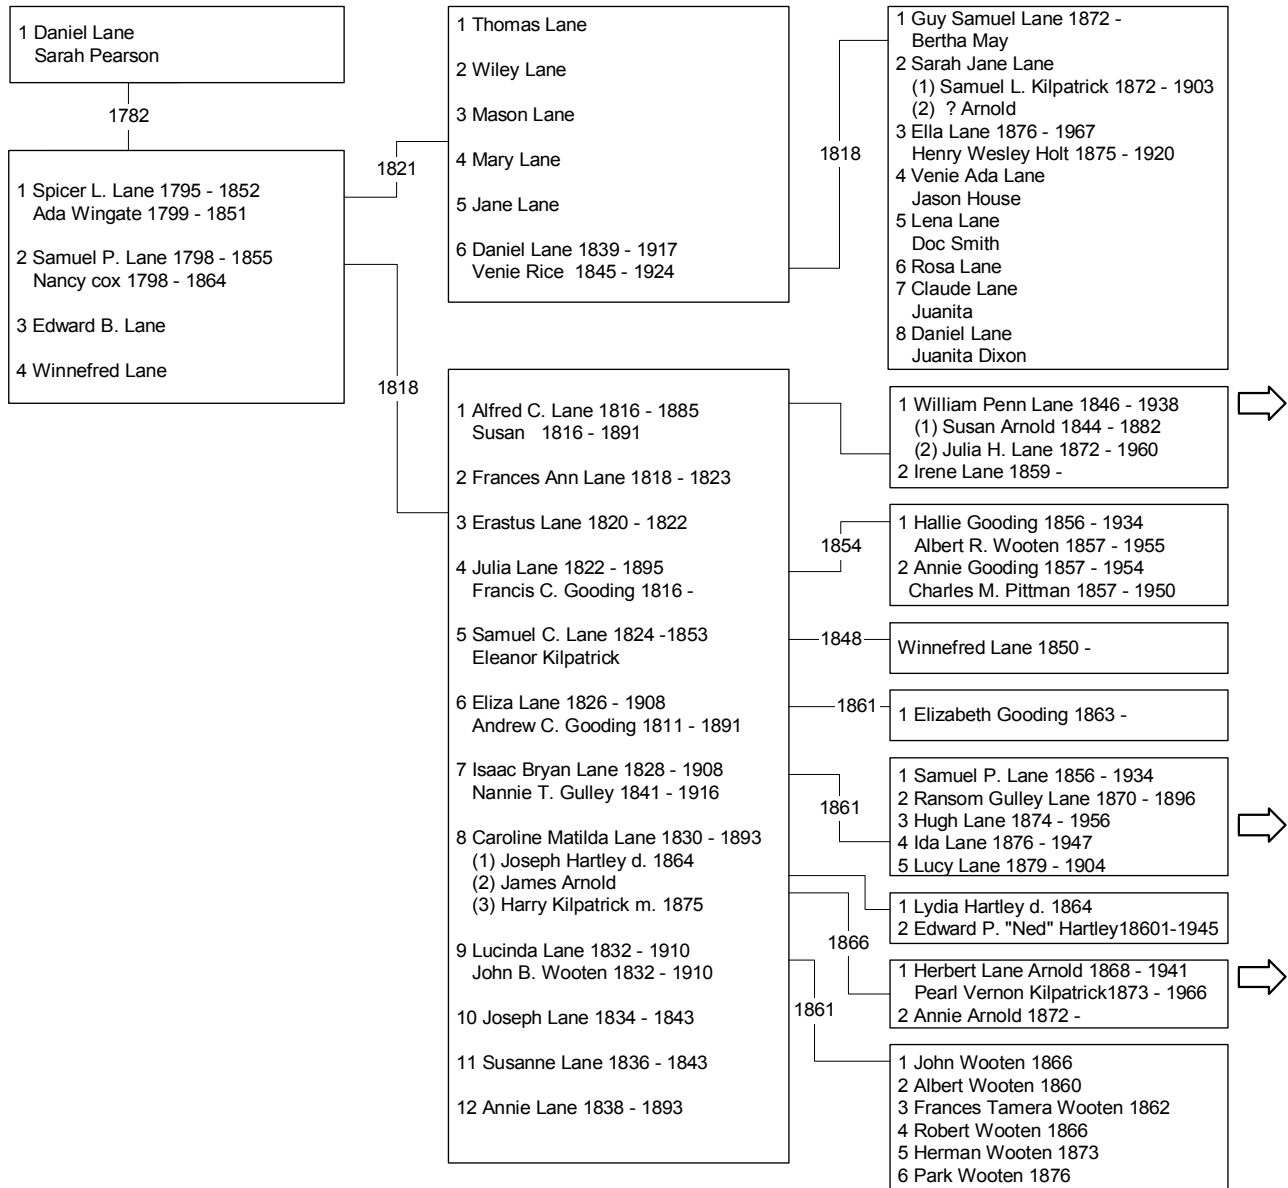 1 Daniel Lane
Sarah Pearson
1782
1 Spicer L. Lane 1795 - 1852
Ada Wingate 1799 - 1851
2 Samuel P. Lane 1798 - 1855
Nancy cox 1798 - 1864
3 Edward B. Lane
4 Winnefred Lane
1821
1818
1 Thomas Lane
2 Wiley Lane
3 Mason Lane
4 Mary Lane
5 Jane Lane
6 Daniel Lane 1839 - 1917
Venie Rice 1845 - 1924
1818
1 Guy Samuel Lane 1872 -
Bertha May
2 Sarah Jane Lane
(1) Samuel L. Kilpatrick 1872 - 1903
(2) ? Arnold
3 Ella Lane 1876 - 1967
Henry Wesley Holt 1875 - 1920
4 Venie Ada Lane
Jason House
5 Lena Lane
Doc Smith
6 Rosa Lane
7 Claude Lane
Juanita
8 Daniel Lane
Juanita Dixon
1 Alfred C. Lane 1816 - 1885
Susan 1816 - 1891
2 Frances Ann Lane 1818 - 1823
3 Erastus Lane 1820 - 1822
4 Julia Lane 1822 - 1895
Francis C. Gooding 1816 -
5 Samuel C. Lane 1824 -1853
Eleanor Kilpatrick
6 Eliza Lane 1826 - 1908
Andrew C. Gooding 1811 - 1891
7 Isaac Bryan Lane 1828 - 1908
Nannie T. Gulley 1841 - 1916
8 Caroline Matilda Lane 1830 - 1893
(1) Joseph Hartley d. 1864
(2) James Arnold
(3) Harry Kilpatrick m. 1875
9 Lucinda Lane 1832 - 1910
John B. Wooten 1832 - 1910
10 Joseph Lane 1834 - 1843
11 Susanne Lane 1836 - 1843
12 Annie Lane 1838 - 1893
1 William Penn Lane 1846 - 1938
(1) Susan Arnold 1844 - 1882
(2) Julia H. Lane 1872 - 1960
2 Irene Lane 1859 -
1854
1 Hallie Gooding 1856 - 1934
Albert R. Wooten 1857 - 1955
2 Annie Gooding 1857 - 1954
Charles M. Pittman 1857 - 1950
1848
Winnefred Lane 1850 -
1861
1 Elizabeth Gooding 1863 -
1861
1 Samuel P. Lane 1856 - 1934
2 Ransom Gulley Lane 1870 - 1896
3 Hugh Lane 1874 - 1956
4 Ida Lane 1876 - 1947
5 Lucy Lane 1879 - 1904
1 Lydia Hartley d. 1864
2 Edward P. "Ned" Hartley18601-1945
1866
1 Herbert Lane Arnold 1868 - 1941
Pearl Vernon Kilpatrick1873 - 1966
2 Annie Arnold 1872 -
1861
1 John Wooten 1866
2 Albert Wooten 1860
3 Frances Tamera Wooten 1862
4 Robert Wooten 1866
5 Herman Wooten 1873
6 Park Wooten 1876